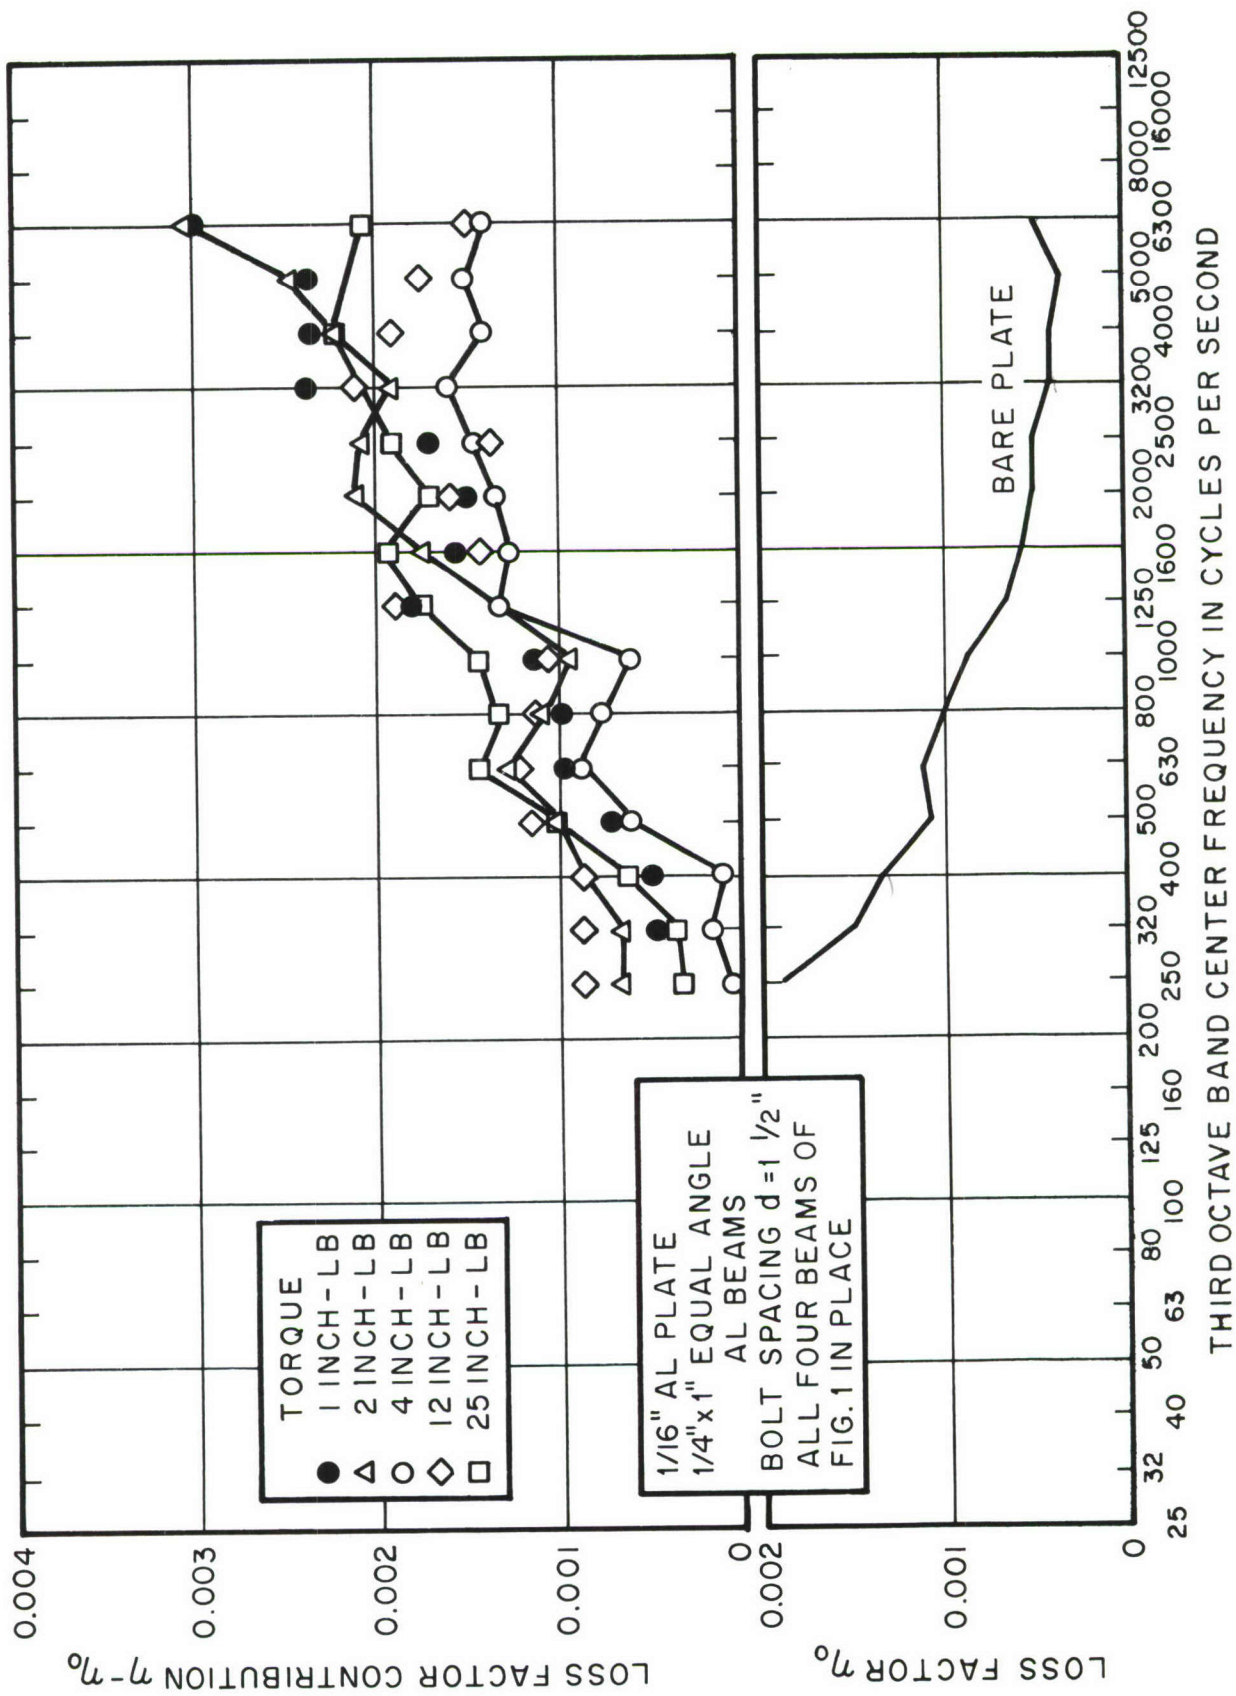 LOSS FACTOR CONTRIBUTION η-η₀
0.004
0.003
0.002
0.001
0
TORQUE
1 INCH-LB
2 INCH-LB
4 INCH-LB
12 INCH-LB
25 INCH-LB
1/16" AL PLATE
1/4"x1" EQUAL ANGLE
AL BEAMS
BOLT SPACING d=1 1/2"
ALL FOUR BEAMS OF
FIG.1 IN PLACE
LOSS FACTOR η₀
0.002
0.001
0
BARE PLATE
25 32 40 50 63 80 100 125 160 200 250 320 400 500 630 800 1000 1250 1600 2000 2500 3200 4000 5000 6300 8000 16000 12500
THIRD OCTAVE BAND CENTER FREQUENCY IN CYCLES PER SECOND